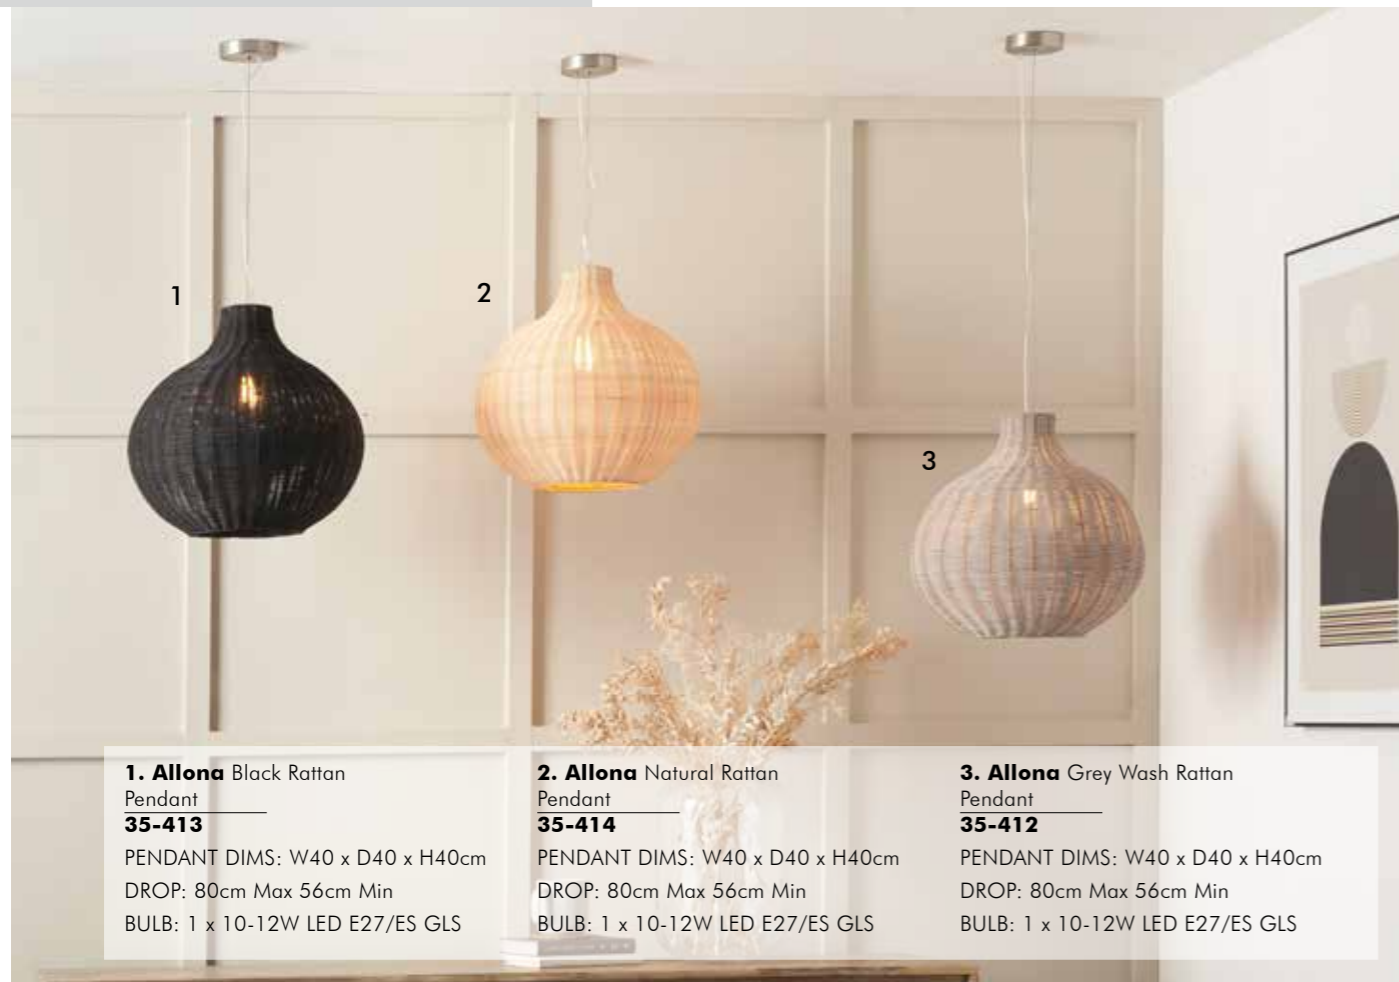 1
2
3
1. Allona Black Rattan
Pendant
35-413
PENDANT DIMS: W40 x D40 x H40cm
DROP: 80cm Max 56cm Min
BULB: 1 x 10-12W LED E27/ES GLS
2. Allona Natural Rattan
Pendant
35-414
PENDANT DIMS: W40 x D40 x H40cm
DROP: 80cm Max 56cm Min
BULB: 1 x 10-12W LED E27/ES GLS
3. Allona Grey Wash Rattan
Pendant
35-412
PENDANT DIMS: W40 x D40 x H40cm
DROP: 80cm Max 56cm Min
BULB: 1 x 10-12W LED E27/ES GLS